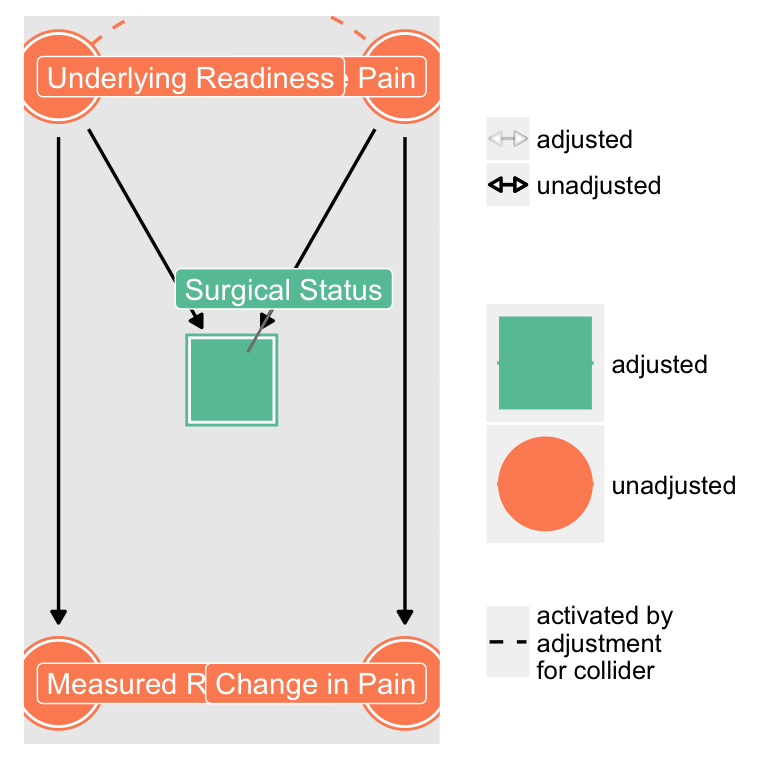 Underlying Readiness
Pain
adjusted
unadjusted
Surgical Status
adjusted
unadjusted
activated by
adjustment
for collider
Measured
Change in Pain